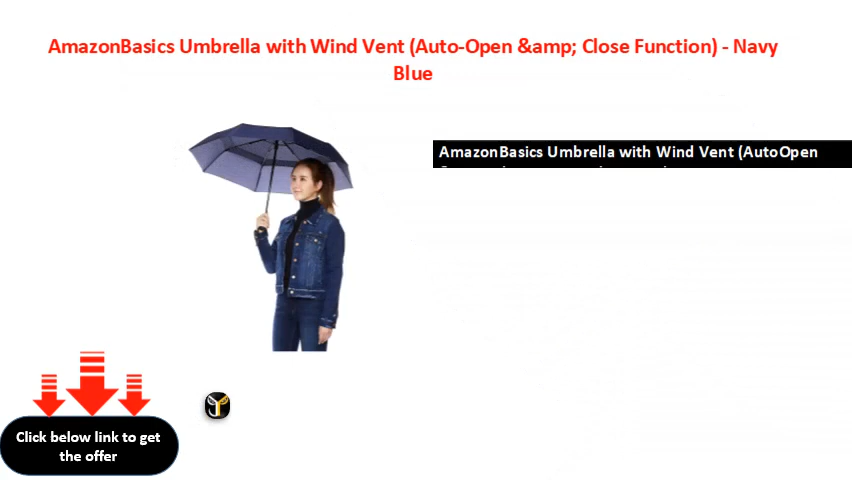 AmazonBasics Umbrella with Wind Vent (Auto-Open &amp; Close Function) - Navy
Blue
AmazonBasics Umbrella with Wind Vent (AutoOpen
Click below link to get
the offer